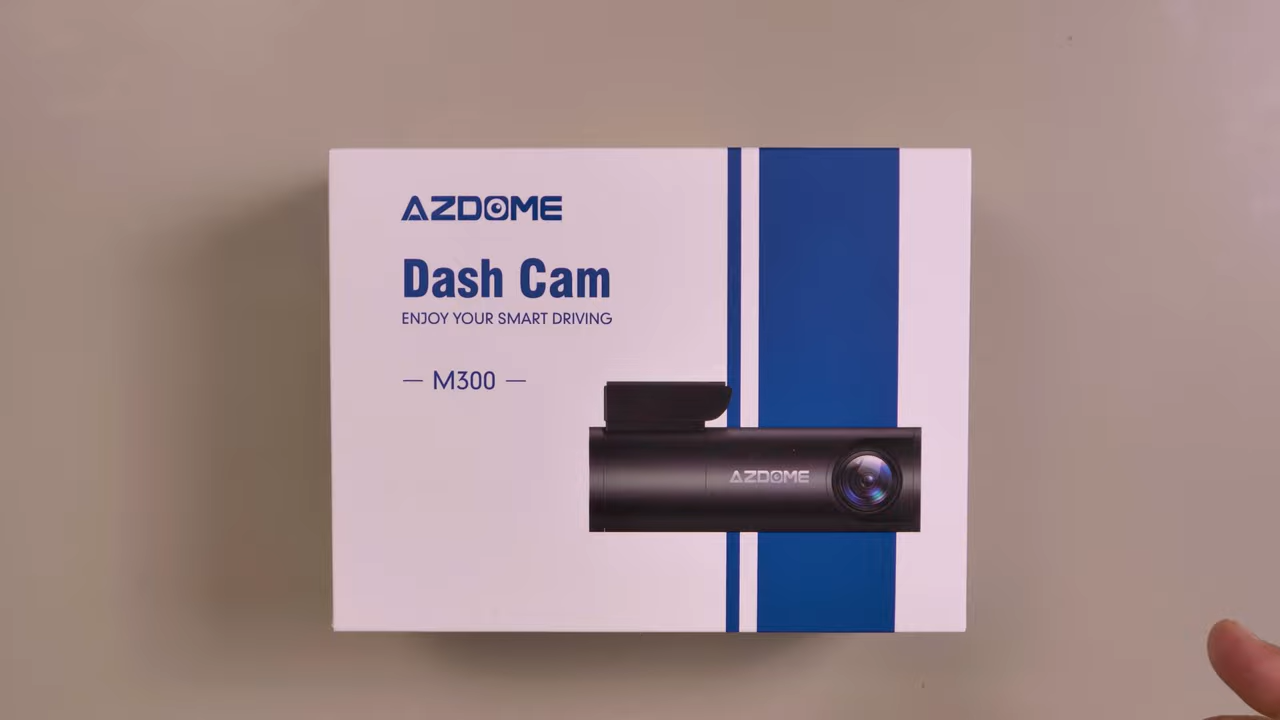 AZDOME
Dash Cam
ENJOY YOUR SMART DRIVING
— M300 —
AZDOME